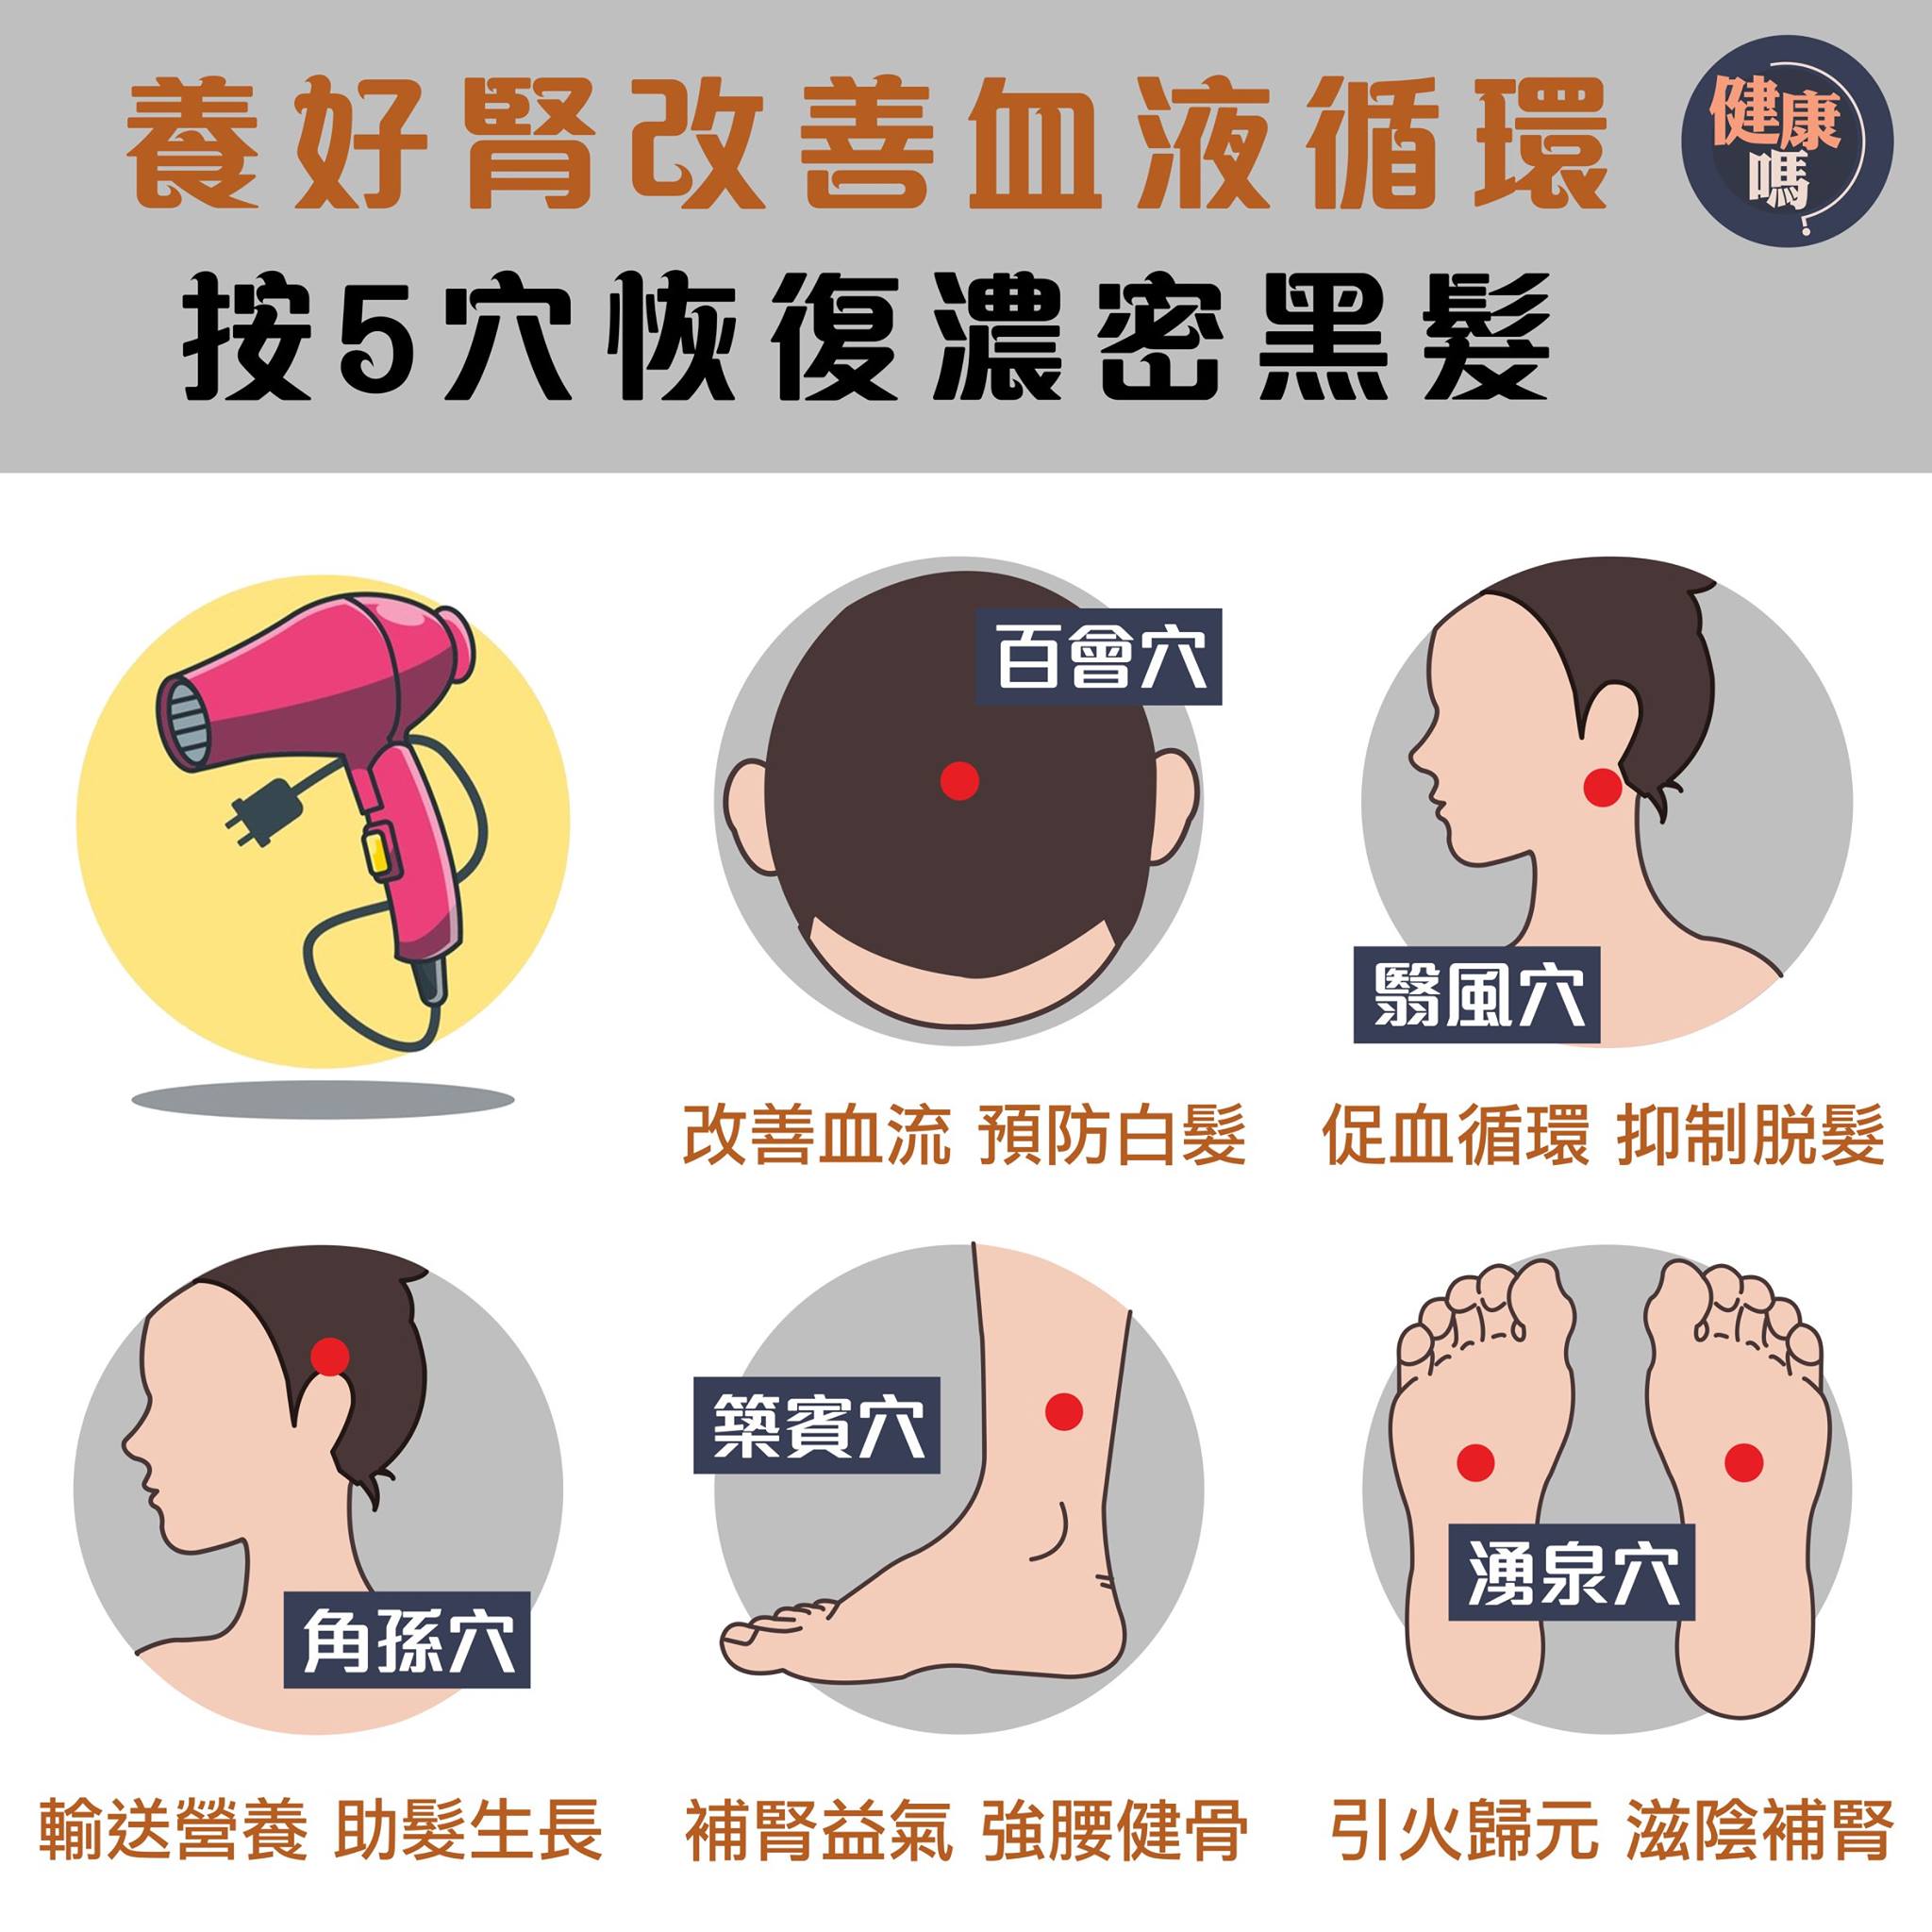 養好腎改善血液循環
健康
嗎?
按5穴恢復濃密黑髮
百會穴
改善血流 預防白髮
翳風穴
促血循環 抑制脫髮
角孫穴
輸送營養 助髮生長
築賓穴
補腎益氣 強腰健骨
湧泉穴
引火歸元 滋陰補腎